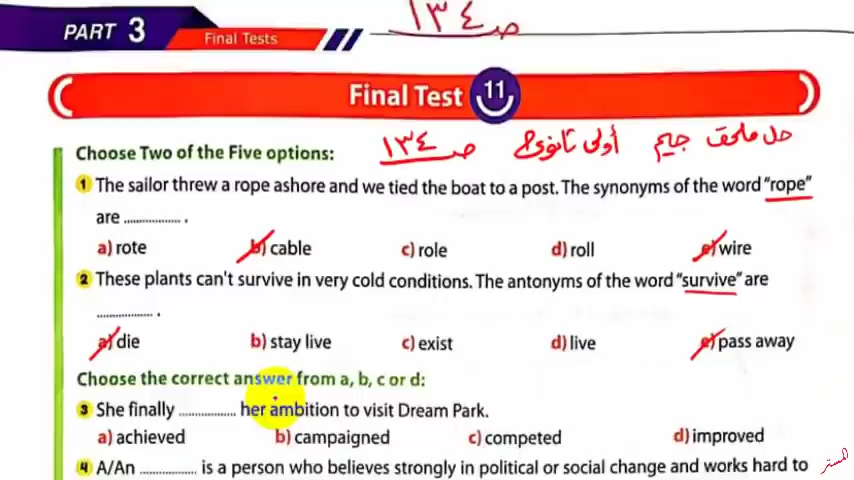 PART 3 Final Tests
ص ١٣٤
Final Test 11
حل ملحق جيم أولى ثانوى ص ١٣٤
Choose Two of the Five options:
1 The sailor threw a rope ashore and we tied the boat to a post. The synonyms of the word "rope"
are ................ .
a) rote b) cable c) role d) roll e) wire
2 These plants can't survive in very cold conditions. The antonyms of the word "survive" are
................ .
a) die b) stay live c) exist d) live e) pass away
Choose the correct answer from a, b, c or d:
3 She finally ................ her ambition to visit Dream Park.
a) achieved b) campaigned c) competed d) improved
4 A/An ................ is a person who believes strongly in political or social change and works hard to
المستر